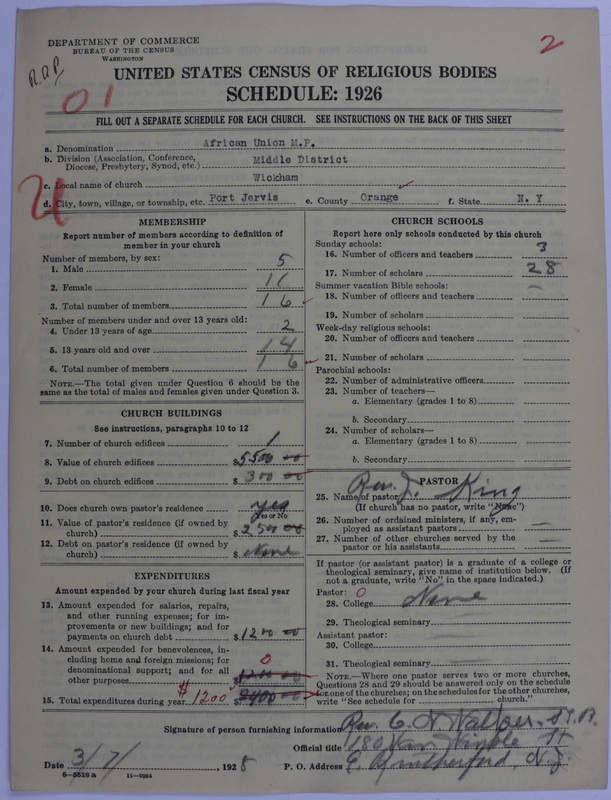 DEPARTMENT OF COMMERCE
BUREAU OF THE CENSUS
WASHINGTON
2
01
UNITED STATES CENSUS OF RELIGIOUS BODIES
SCHEDULE: 1926
FILL OUT A SEPARATE SCHEDULE FOR EACH CHURCH. SEE INSTRUCTIONS ON THE BACK OF THIS SHEET
a. Denomination African Union M.P.
b. Division (Association, Conference, Diocese, Presbytery, Synod, etc.) Middle District
c. Local name of church Wickham
d. City, town, village, or township, etc. Port Jervis e. County Orange f. State N. Y
MEMBERSHIP
Report number of members according to definition of
member in your church
Number of members, by sex:
1. Male 5
2. Female 11
3. Total number of members 16
Number of members under and over 13 years old:
4. Under 13 years of age 2
5. 13 years old and over 14
6. Total number of members 16
NOTE.—The total given under Question 6 should be
same as the total of males and females given under Question 3.
CHURCH BUILDINGS
See instructions, paragraphs 10 to 12
7. Number of church edifices 1
8. Value of church edifices $5500 00
9. Debt on church edifices $300 00
10. Does church own pastor's residence yes
Yes or No
11. Value of pastor's residence (if owned by
church) $2500 00
12. Debt on pastor's residence (if owned by
church) $None
EXPENDITURES
Amount expended by your church during last fiscal year
13. Amount expended for salaries, repairs,
and other running expenses; for im-
provements or new buildings; and for
payments on church debt $1200 00
14. Amount expended for benevolences, in-
cluding home and foreign missions; for
denominational support; and for all 0
other purposes $1200 00
15. Total expenditures during year $1200 $2400 00
CHURCH SCHOOLS
Report here only schools conducted by this church
Sunday schools:
16. Number of officers and teachers 3
17. Number of scholars 28
Summer vacation Bible schools:
18. Number of officers and teachers
19. Number of scholars
Week-day religious schools:
20. Number of officers and teachers
21. Number of scholars
Parochial schools:
22. Number of administrative officers
23. Number of teachers—
a. Elementary (grades 1 to 8)
b. Secondary
24. Number of scholars—
a. Elementary (grades 1 to 8)
b. Secondary
PASTOR
25. Name of pastor Rev. J. King
(If church has no pastor, write "None")
26. Number of ordained ministers, if any, em-
ployed as assistant pastors —
27. Number of other churches served by the
pastor or his assistants —
If pastor (or assistant pastor) is a graduate of a college or
theological seminary, give name of institution below. (If
not a graduate, write "No" in the space indicated.)
Pastor: 0
28. College None
29. Theological seminary
Assistant pastor:
30. College
31. Theological seminary
NOTE.—Where one pastor serves two or more churches,
Questions 28 and 29 should be answered only on the schedule
for one of the churches; on the schedules for the other churches,
write "See schedule for church."
Signature of person furnishing information Rev. C. Walker
Official title
Date 3/7/, 1928 P. O. Address E. Rutherford, N.J.
8—5518 a 11—9984